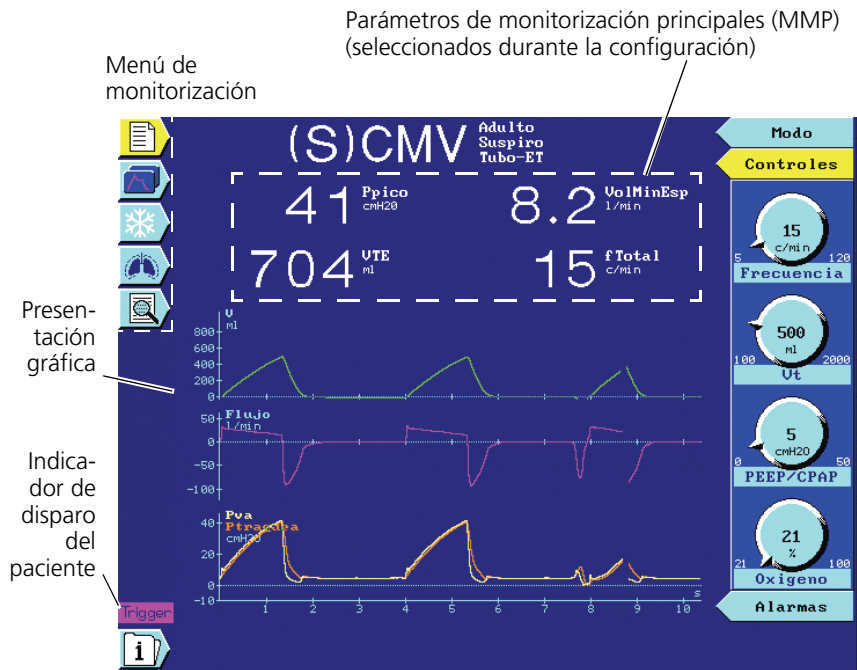 Parámetros de monitorización principales (MMP)
(seleccionados durante la configuración)
Menú de
monitorización
(S)CMV
Adulto
Suspiro
Tubo-ET
Modo
Controles
41 Ppico
cmH2O
8.2 VolMinEsp
l/min
704 VTE
ml
15 fTotal
c/min
15
c/min
5 120
Frecuencia
500
ml
100 2000
Vt
5
cmH2O
0 50
PEEP/CPAP
21
%
21 100
Oxigeno
Alarmas
Presen-
tación
gráfica
V
ml
800
600
400
200
0
50 Flujo
l/min
0
-50
-100
Indica-
dor de
disparo
del
paciente
Pva
40
Ptraquea
cmH2O
20
0
-10
s
1 2 3 4 5 6 7 8 9 10
Trigger
i